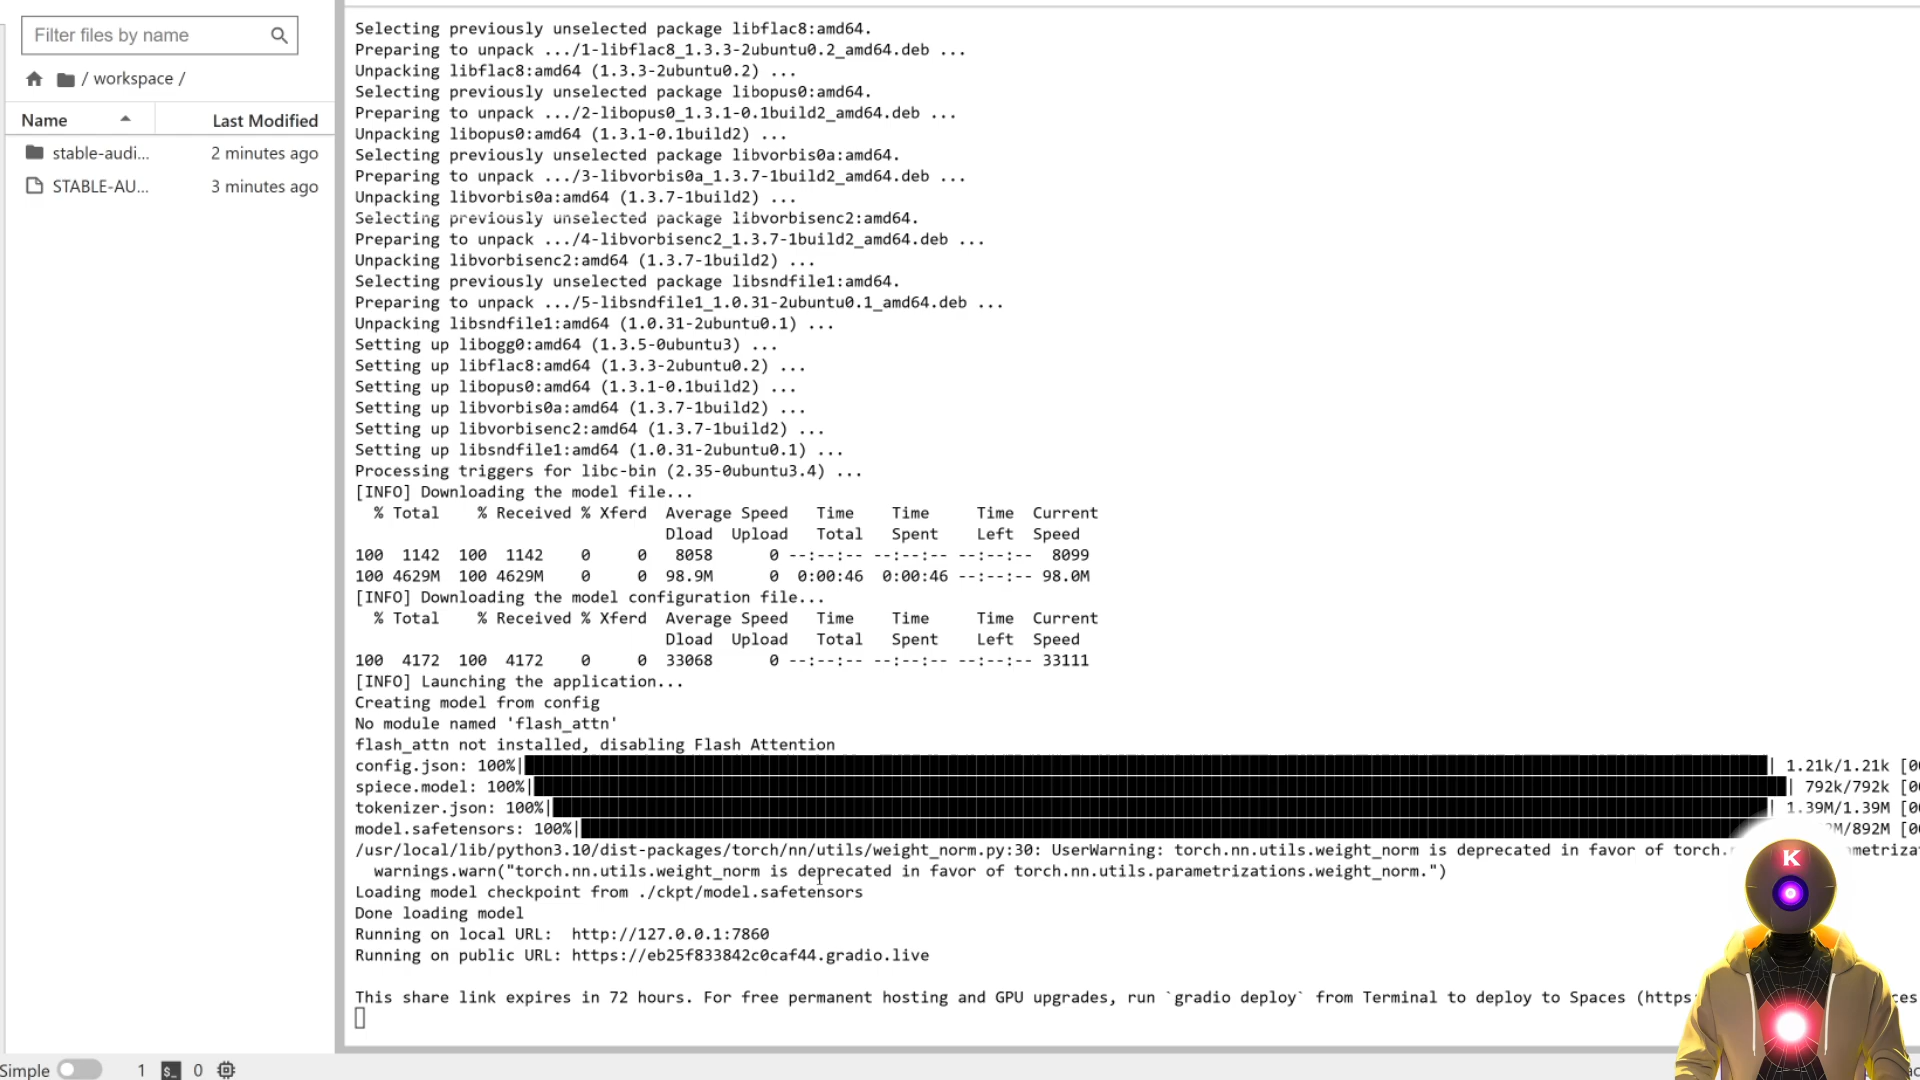 Filter files by name
/ workspace /
Name Last Modified
stable-audi... 2 minutes ago
STABLE-AU... 3 minutes ago
Selecting previously unselected package libflac8:amd64.
Preparing to unpack .../1-libflac8_1.3.3-2ubuntu0.2_amd64.deb ...
Unpacking libflac8:amd64 (1.3.3-2ubuntu0.2) ...
Selecting previously unselected package libopus0:amd64.
Preparing to unpack .../2-libopus0_1.3.1-0.1build2_amd64.deb ...
Unpacking libopus0:amd64 (1.3.1-0.1build2) ...
Selecting previously unselected package libvorbis0a:amd64.
Preparing to unpack .../3-libvorbis0a_1.3.7-1build2_amd64.deb ...
Unpacking libvorbis0a:amd64 (1.3.7-1build2) ...
Selecting previously unselected package libvorbisenc2:amd64.
Preparing to unpack .../4-libvorbisenc2_1.3.7-1build2_amd64.deb ...
Unpacking libvorbisenc2:amd64 (1.3.7-1build2) ...
Selecting previously unselected package libsndfile1:amd64.
Preparing to unpack .../5-libsndfile1_1.0.31-2ubuntu0.1_amd64.deb ...
Unpacking libsndfile1:amd64 (1.0.31-2ubuntu0.1) ...
Setting up libogg0:amd64 (1.3.5-0ubuntu3) ...
Setting up libflac8:amd64 (1.3.3-2ubuntu0.2) ...
Setting up libopus0:amd64 (1.3.1-0.1build2) ...
Setting up libvorbis0a:amd64 (1.3.7-1build2) ...
Setting up libvorbisenc2:amd64 (1.3.7-1build2) ...
Setting up libsndfile1:amd64 (1.0.31-2ubuntu0.1) ...
Processing triggers for libc-bin (2.35-0ubuntu3.4) ...
[INFO] Downloading the model file...
% Total % Received % Xferd Average Speed Time Time Time Current
Dload Upload Total Spent Left Speed
100 1142 100 1142 0 0 8058 0 --:--:-- --:--:-- --:--:-- 8099
100 4629M 100 4629M 0 0 98.9M 0 0:00:46 0:00:46 --:--:-- 98.0M
[INFO] Downloading the model configuration file...
% Total % Received % Xferd Average Speed Time Time Time Current
Dload Upload Total Spent Left Speed
100 4172 100 4172 0 0 33068 0 --:--:-- --:--:-- --:--:-- 33111
[INFO] Launching the application...
Creating model from config
No module named 'flash_attn'
flash_attn not installed, disabling Flash Attention
config.json: 100%| | 1.21k/1.21k [00
spiece.model: 100%| | 792k/792k [00
tokenizer.json: 100%| | 1.39M/1.39M [00
model.safetensors: 100%| M/892M [00
/usr/local/lib/python3.10/dist-packages/torch/nn/utils/weight_norm.py:30: UserWarning: torch.nn.utils.weight_norm is deprecated in favor of torch. metriza
warnings.warn("torch.nn.utils.weight_norm is deprecated in favor of torch.nn.utils.parametrizations.weight_norm.")
Loading model checkpoint from ./ckpt/model.safetensors
Done loading model
Running on local URL: http://127.0.0.1:7860
Running on public URL: https://eb25f833842c0caf44.gradio.live
This share link expires in 72 hours. For free permanent hosting and GPU upgrades, run `gradio deploy` from Terminal to deploy to Spaces (https ces
K
Simple 1 $_ 0